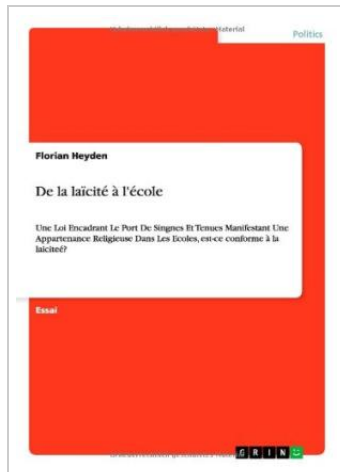 Politics
Florian Heyden
De la laïcité à l'école
Une Loi Encadrant Le Port De Singnes Et Tenues Manifestant Une
Appartenance Religieuse Dans Les Ecoles, est-ce conforme à la
laiciteé?
Essai
GRIN